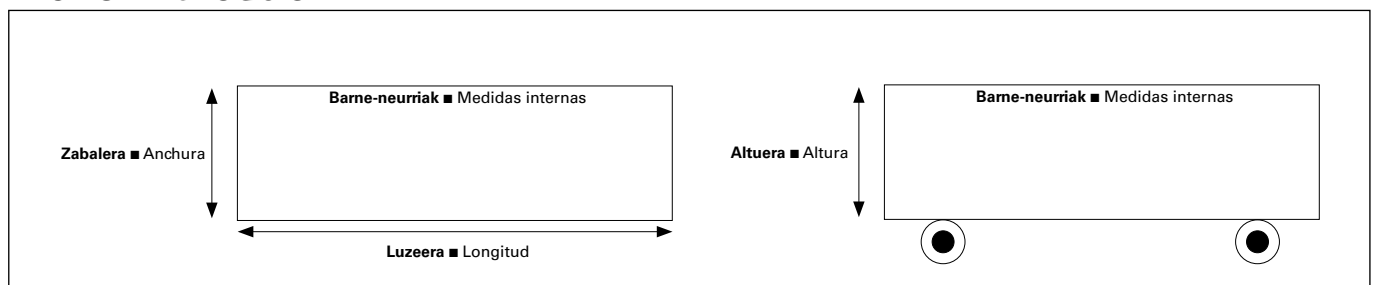 Barne-neurriak ■ Medidas internas
Zabalera ■ Anchura
Luzeera ■ Longitud
Barne-neurriak ■ Medidas internas
Altuera ■ Altura